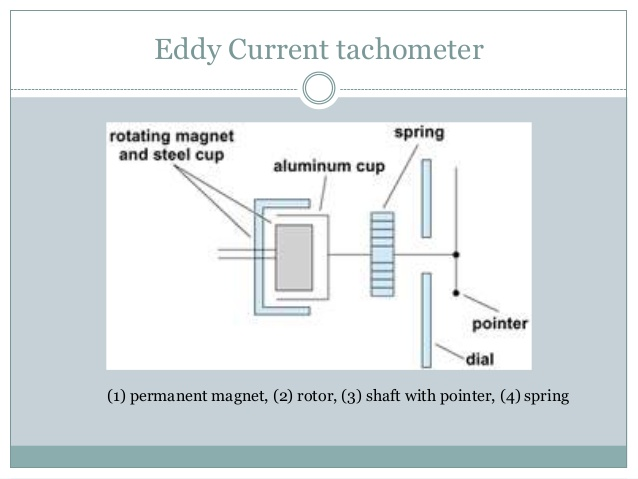 Eddy Current tachometer
rotating magnet
and steel cup
spring
aluminum cup
pointer
dial
(1) permanent magnet, (2) rotor, (3) shaft with pointer, (4) spring